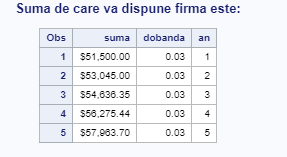 Suma de care va dispune firma este:
Obs suma dobanda an
1 $51,500.00 0.03 1
2 $53,045.00 0.03 2
3 $54,636.35 0.03 3
4 $56,275.44 0.03 4
5 $57,963.70 0.03 5